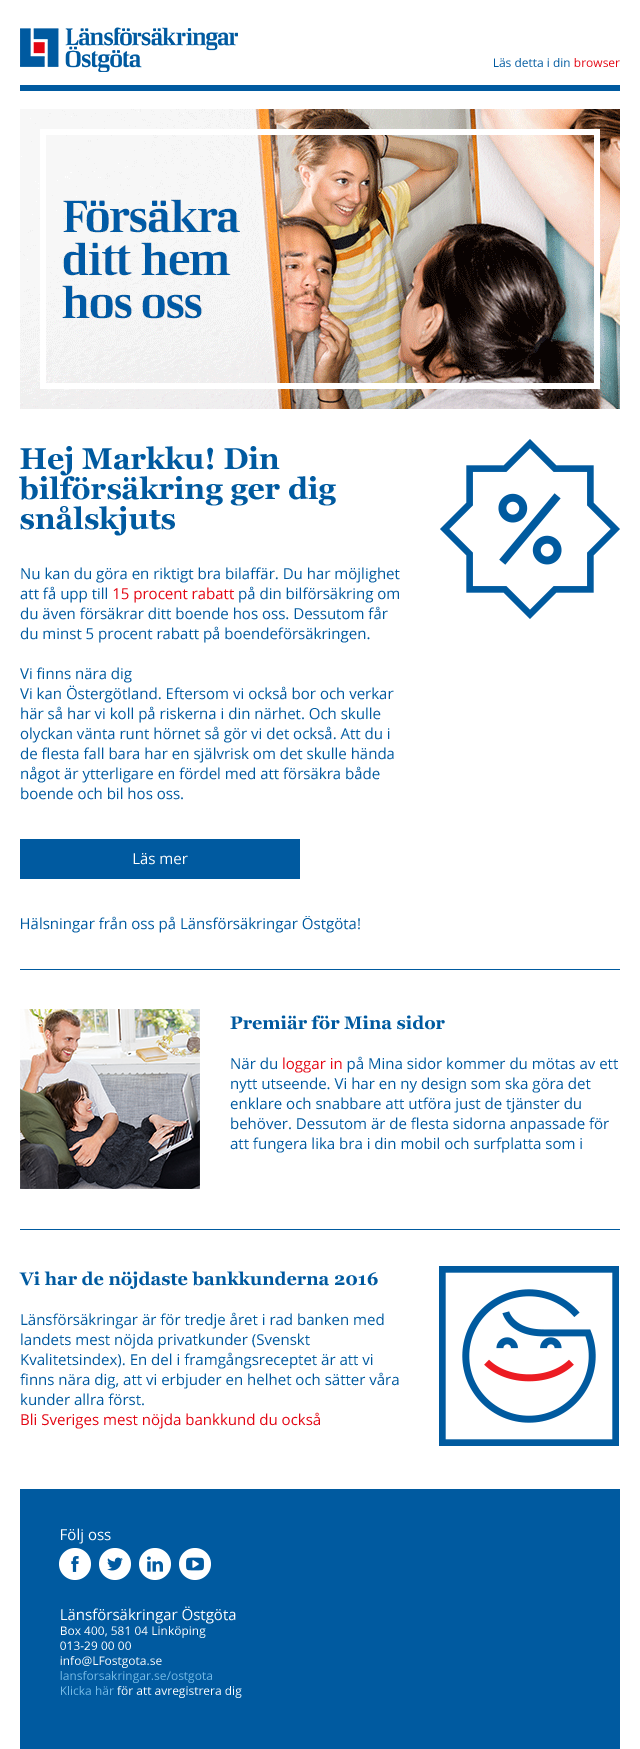 Länsförsäkringar
Östgöta
Läs detta i din browser
Försäkra
ditt hem
hos oss
Hej Markku! Din
bilförsäkring ger dig
snålskjuts
Nu kan du göra en riktigt bra bilaffär. Du har möjlighet
att få upp till 15 procent rabatt på din bilförsäkring om
du även försäkrar ditt boende hos oss. Dessutom får
du minst 5 procent rabatt på boendeförsäkringen.
Vi finns nära dig
Vi kan Östergötland. Eftersom vi också bor och verkar
här så har vi koll på riskerna i din närhet. Och skulle
olyckan vänta runt hörnet så gör vi det också. Att du i
de flesta fall bara har en självrisk om det skulle hända
något är ytterligare en fördel med att försäkra både
boende och bil hos oss.
Läs mer
Hälsningar från oss på Länsförsäkringar Östgöta!
Premiär för Mina sidor
När du loggar in på Mina sidor kommer du mötas av ett
nytt utseende. Vi har en ny design som ska göra det
enklare och snabbare att utföra just de tjänster du
behöver. Dessutom är de flesta sidorna anpassade för
att fungera lika bra i din mobil och surfplatta som i
Vi har de nöjdaste bankkunderna 2016
Länsförsäkringar är för tredje året i rad banken med
landets mest nöjda privatkunder (Svenskt
Kvalitetsindex). En del i framgångsreceptet är att vi
finns nära dig, att vi erbjuder en helhet och sätter våra
kunder allra först.
Bli Sveriges mest nöjda bankkund du också
Följ oss
Länsförsäkringar Östgöta
Box 400, 581 04 Linköping
013-29 00 00
info@LFostgota.se
lansforsakringar.se/ostgota
Klicka här för att avregistrera dig